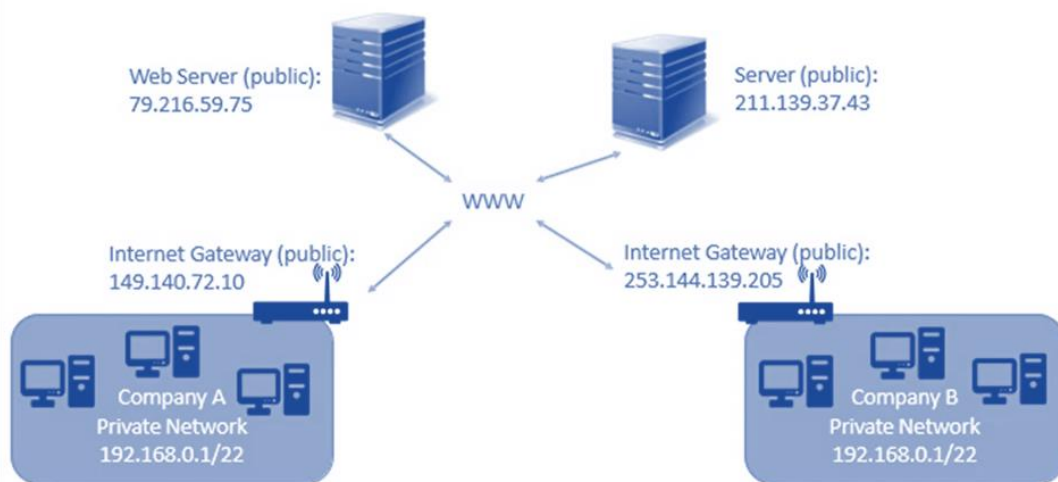 Web Server (public):
79.216.59.75
Server (public):
211.139.37.43
WWW
Internet Gateway (public):
149.140.72.10
Internet Gateway (public):
253.144.139.205
Company A
Private Network
192.168.0.1/22
Company B
Private Network
192.168.0.1/22